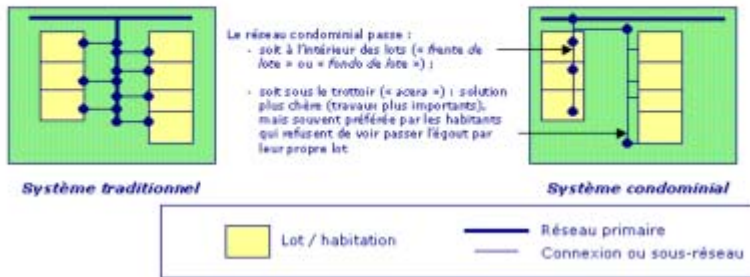 Le réseau condominial passe :
- soit à l'intérieur des lots (« frente de
lote » ou « fondo de lote ») ;
- soit sous le trottoir (« acera ») : solution
plus chère (travaux plus importants),
mais souvent préférée par les habitants
qui refusent de voir passer l'égout par
leur propre lot
Système traditionnel
Système condominial
Lot / habitation
Réseau primaire
Connexion ou sous-réseau